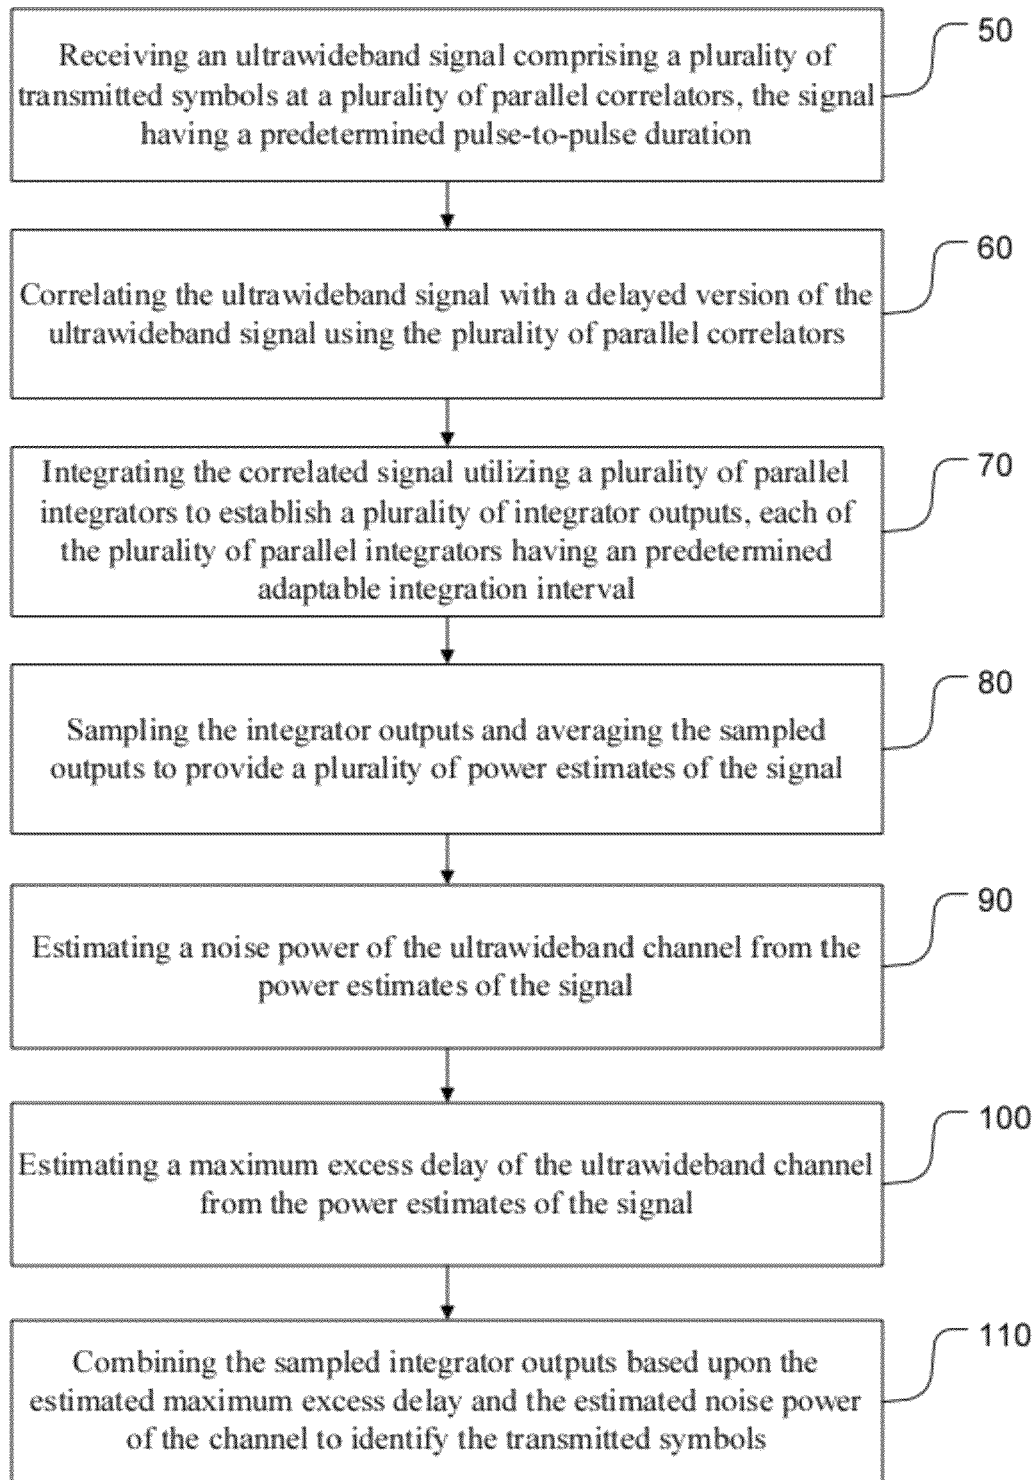 Receiving an ultrawideband signal comprising a plurality of
transmitted symbols at a plurality of parallel correlators, the signal
having a predetermined pulse-to-pulse duration
50
Correlating the ultrawideband signal with a delayed version of the
ultrawideband signal using the plurality of parallel correlators
60
Integrating the correlated signal utilizing a plurality of parallel
integrators to establish a plurality of integrator outputs, each of
the plurality of parallel integrators having an predetermined
adaptable integration interval
70
Sampling the integrator outputs and averaging the sampled
outputs to provide a plurality of power estimates of the signal
80
Estimating a noise power of the ultrawideband channel from the
power estimates of the signal
90
Estimating a maximum excess delay of the ultrawideband channel
from the power estimates of the signal
100
Combining the sampled integrator outputs based upon the
estimated maximum excess delay and the estimated noise power
of the channel to identify the transmitted symbols
110